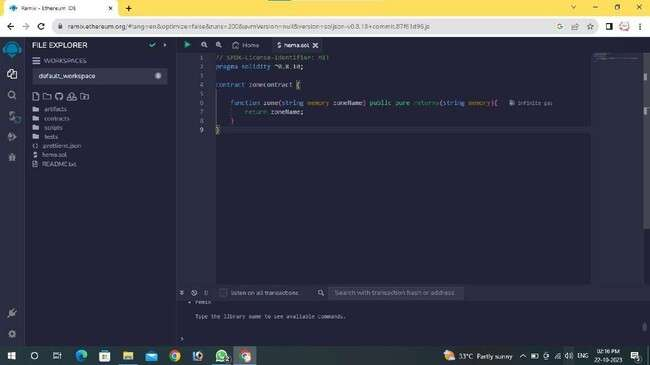 Remix - Ethereum IDE
remix.ethereum.org/#lang=en&optimize=false&runs=200&evmVersion=null&version=soljson-v0.8.18+commit.87f61d96.js
FILE EXPLORER
WORKSPACES
default_workspace
artifacts
contracts
scripts
tests
.prettierrc.json
hema.sol
README.txt
Home
hema.sol
1 // SPDX-License-Identifier: MIT
2 pragma solidity ^0.8.18;
3
4 contract zonecontract {
5
6 function zone(string memory zoneName) public pure returns(string memory){ infinite ga
7 return zoneName;
8 }
9 }
listen on all transactions
Search with transaction hash or address
remix
Type the library name to see available commands.
>
33°C Partly sunny
ENG
02:16 PM
22-10-2023